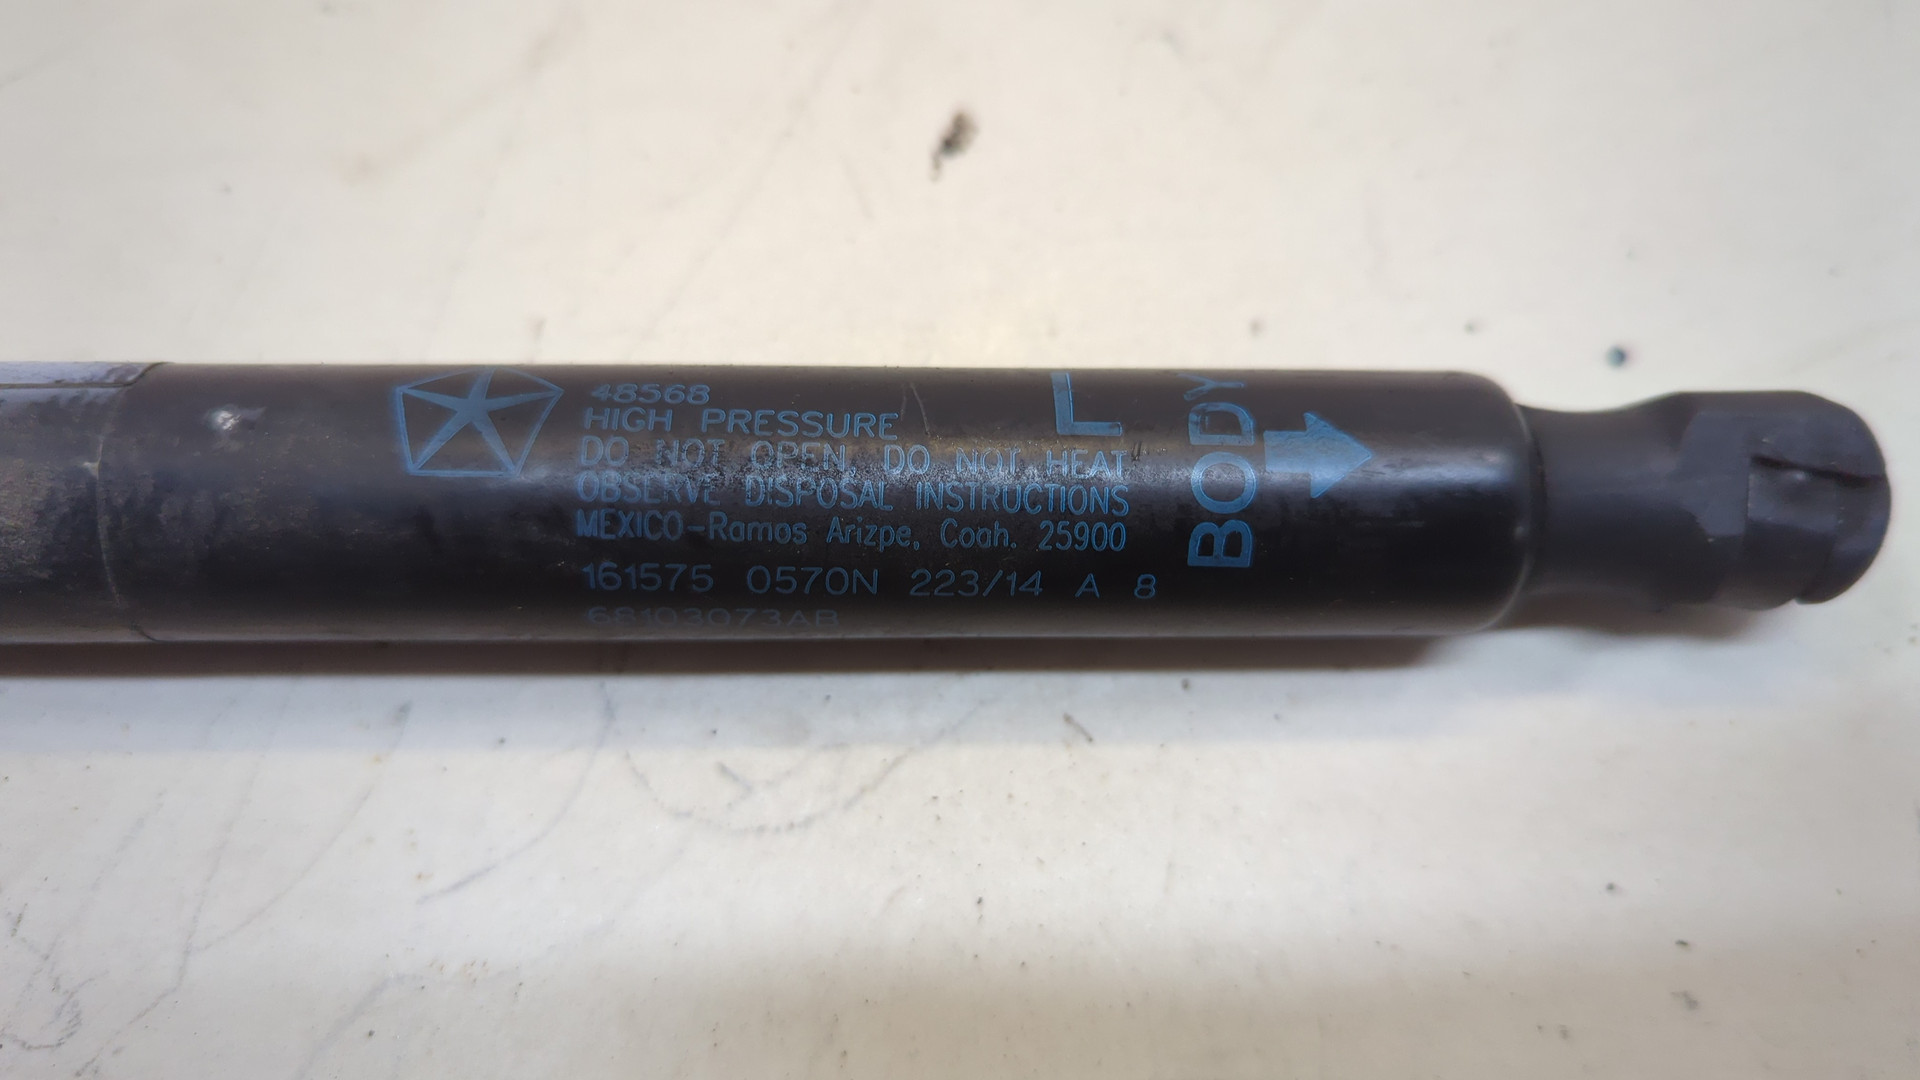 48568
HIGH PRESSURE
DO NOT OPEN DO NOT HEAT
OBSERVE DISPOSAL INSTRUCTIONS
MEXICO-Ramos Arizpe, Coah. 25900
161575 0570N 223/14 A 8
68103073AB
L
BODY